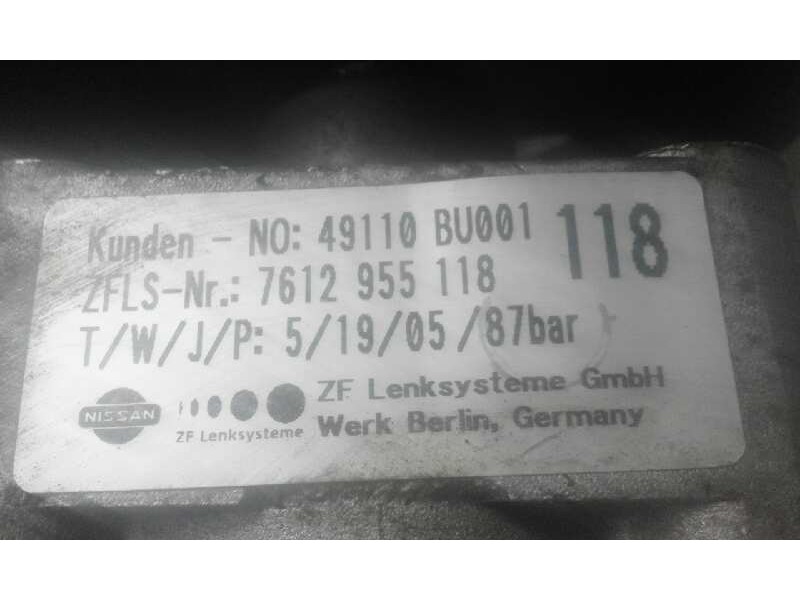 Kunden - NO: 49110 BU001 118
ZFLS-Nr.: 7612 955 118
T/W/J/P: 5/19/05/87bar
NISSAN
ZF Lenksysteme
ZF Lenksysteme GmbH
Werk Berlin, Germany